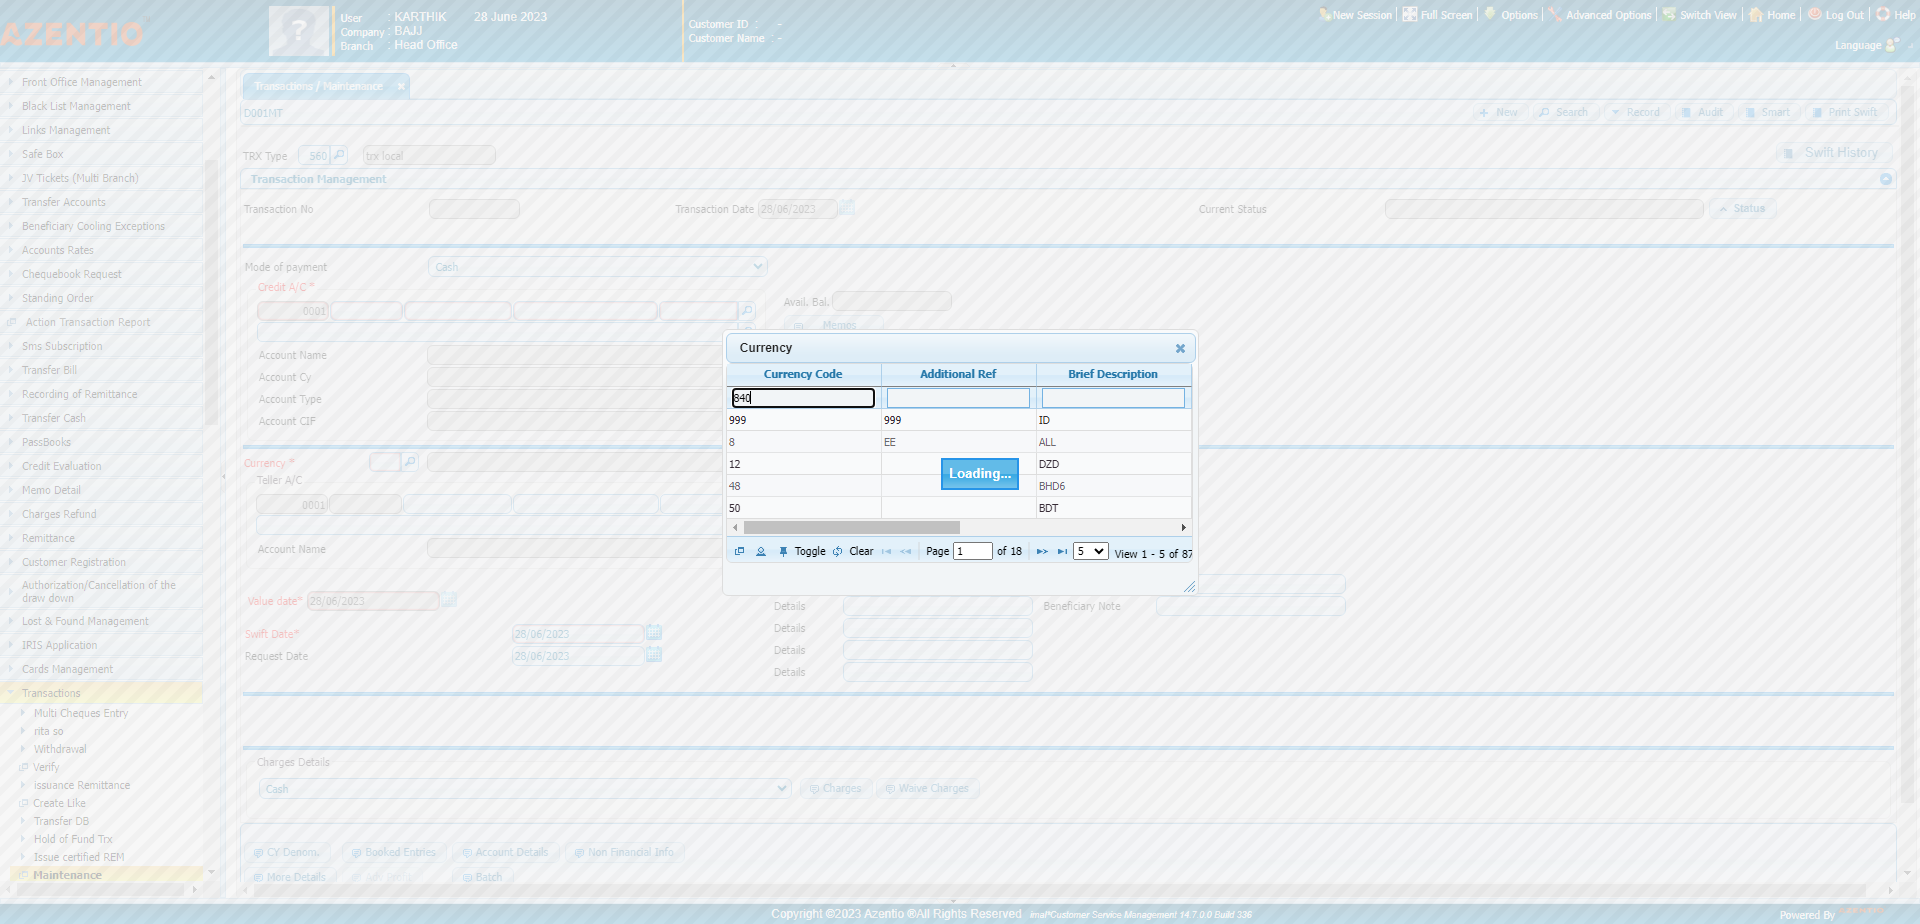 AZENTIO
User : KARTHIK 28 June 2023
Company : BAJJ
Branch : Head Office
Customer ID : -
Customer Name : -
New Session Full Screen Options Advanced Options Switch View Home Log Out Help
Language
Front Office Management
Black List Management
Links Management
Safe Box
JV Tickets (Multi Branch)
Transfer Accounts
Beneficiary Cooling Exceptions
Accounts Rates
Chequebook Request
Standing Order
Action Transaction Report
Sms Subscription
Transfer Bill
Recording of Remittance
Transfer Cash
PassBooks
Credit Evaluation
Memo Detail
Charges Refund
Remittance
Customer Registration
Authorization/Cancellation of the draw down
Lost & Found Management
IRIS Application
Cards Management
Transactions
Multi Cheques Entry
rita so
Withdrawal
Verify
issuance Remittance
Create Like
Transfer DB
Hold of Fund Trx
Issue certified REM
Maintenance
Transactions / Maintenance
D001MT
New Search Record Audit Smart Print Swift
TRX Type 560 trx local
Swift History
Transaction Management
Transaction No Transaction Date 28/06/2023 Current Status Status
Mode of payment Cash
Credit A/C *
0001
Avail. Bal.
Memos
Account Name
Account Cy
Account Type
Account CIF
Currency *
Teller A/C
0001
Account Name
Value date* 28/06/2023
Swift Date* 28/06/2023
Request Date 28/06/2023
Details Beneficiary Note
Details
Details
Details
Charges Details
Cash Charges Waive Charges
CY Denom. Booked Entries Account Details Non Financial Info
More Details Adv Profit Batch
Currency
Currency Code Additional Ref Brief Description
840
999 999 ID
8 EE ALL
12 DZD
48 BHD6
50 BDT
Loading...
Toggle Clear Page 1 of 18 5 View 1 - 5 of 87
Copyright ©2023 Azentio ®All Rights Reserved imal*Customer Service Management 14.7.0.0 Build 336
Powered By